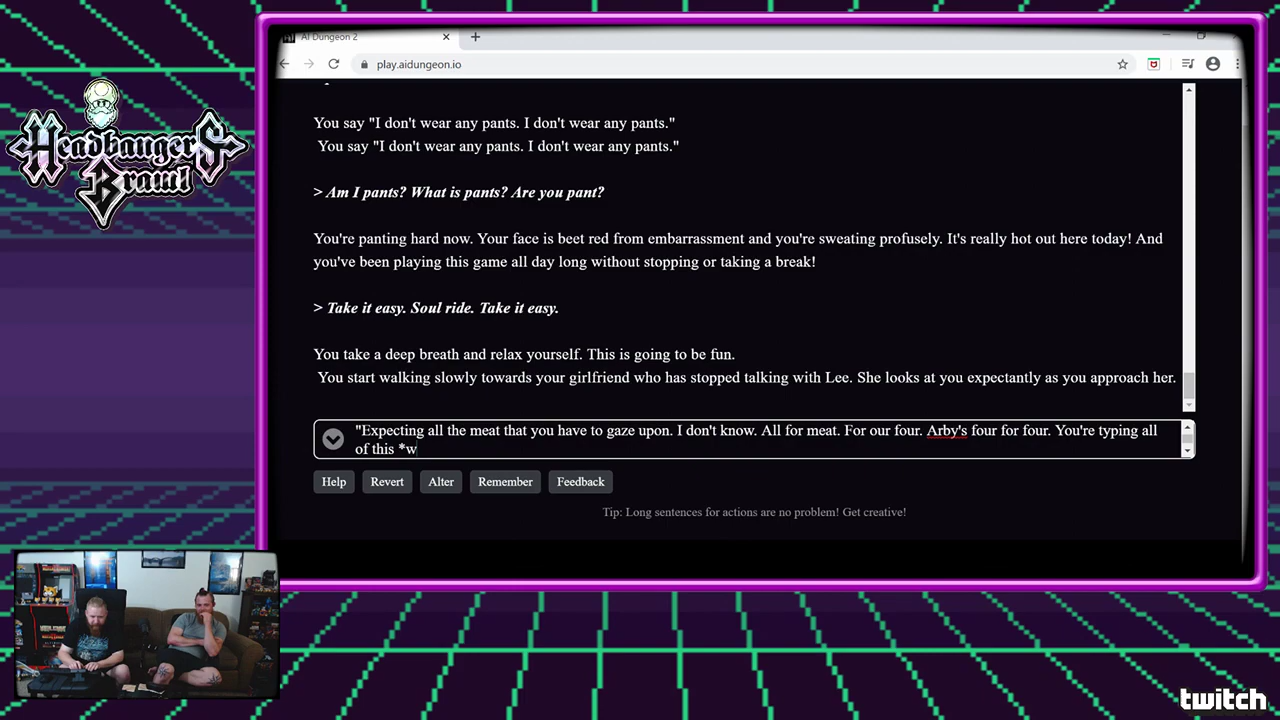 AI Dungeon 2
play.aidungeon.io
HeadbangerS
Brawl
You say "I don't wear any pants. I don't wear any pants."
You say "I don't wear any pants. I don't wear any pants."
> Am I pants? What is pants? Are you pant?
You're panting hard now. Your face is beet red from embarrassment and you're sweating profusely. It's really hot out here today! And
you've been playing this game all day long without stopping or taking a break!
> Take it easy. Soul ride. Take it easy.
You take a deep breath and relax yourself. This is going to be fun.
You start walking slowly towards your girlfriend who has stopped talking with Lee. She looks at you expectantly as you approach her.
"Expecting all the meat that you have to gaze upon. I don't know. All for meat. For our four. Arby's four for four. You're typing all
of this *w
Help Revert Alter Remember Feedback
Tip: Long sentences for actions are no problem! Get creative!
twitch